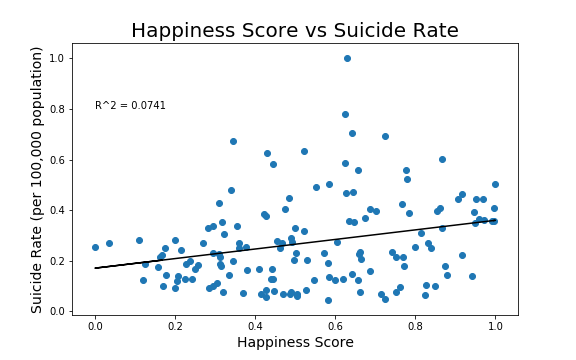 Happiness Score vs Suicide Rate
R^2 = 0.0741
Suicide Rate (per 100,000 population)
1.0
0.8
0.6
0.4
0.2
0.0
0.0 0.2 0.4 0.6 0.8 1.0
Happiness Score